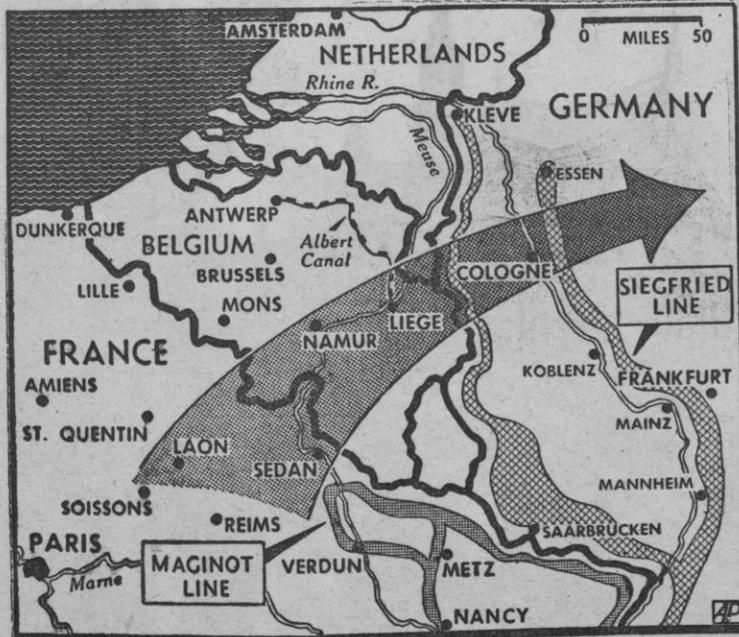 AMSTERDAM
0 MILES 50
NETHERLANDS
Rhine R.
GERMANY
KLEVE
Meuse
ESSEN
DUNKERQUE
ANTWERP
BELGIUM
Albert
Canal
BRUSSELS
COLOGNE
LILLE
MONS
SIEGFRIED
LINE
NAMUR
LIEGE
FRANCE
KOBLENZ
FRANKFURT
AMIENS
MAINZ
ST. QUENTIN
LAON
SEDAN
MANNHEIM
SOISSONS
REIMS
SAARBRÜCKEN
PARIS
Marne
MAGINOT
LINE
VERDUN
METZ
NANCY
AP